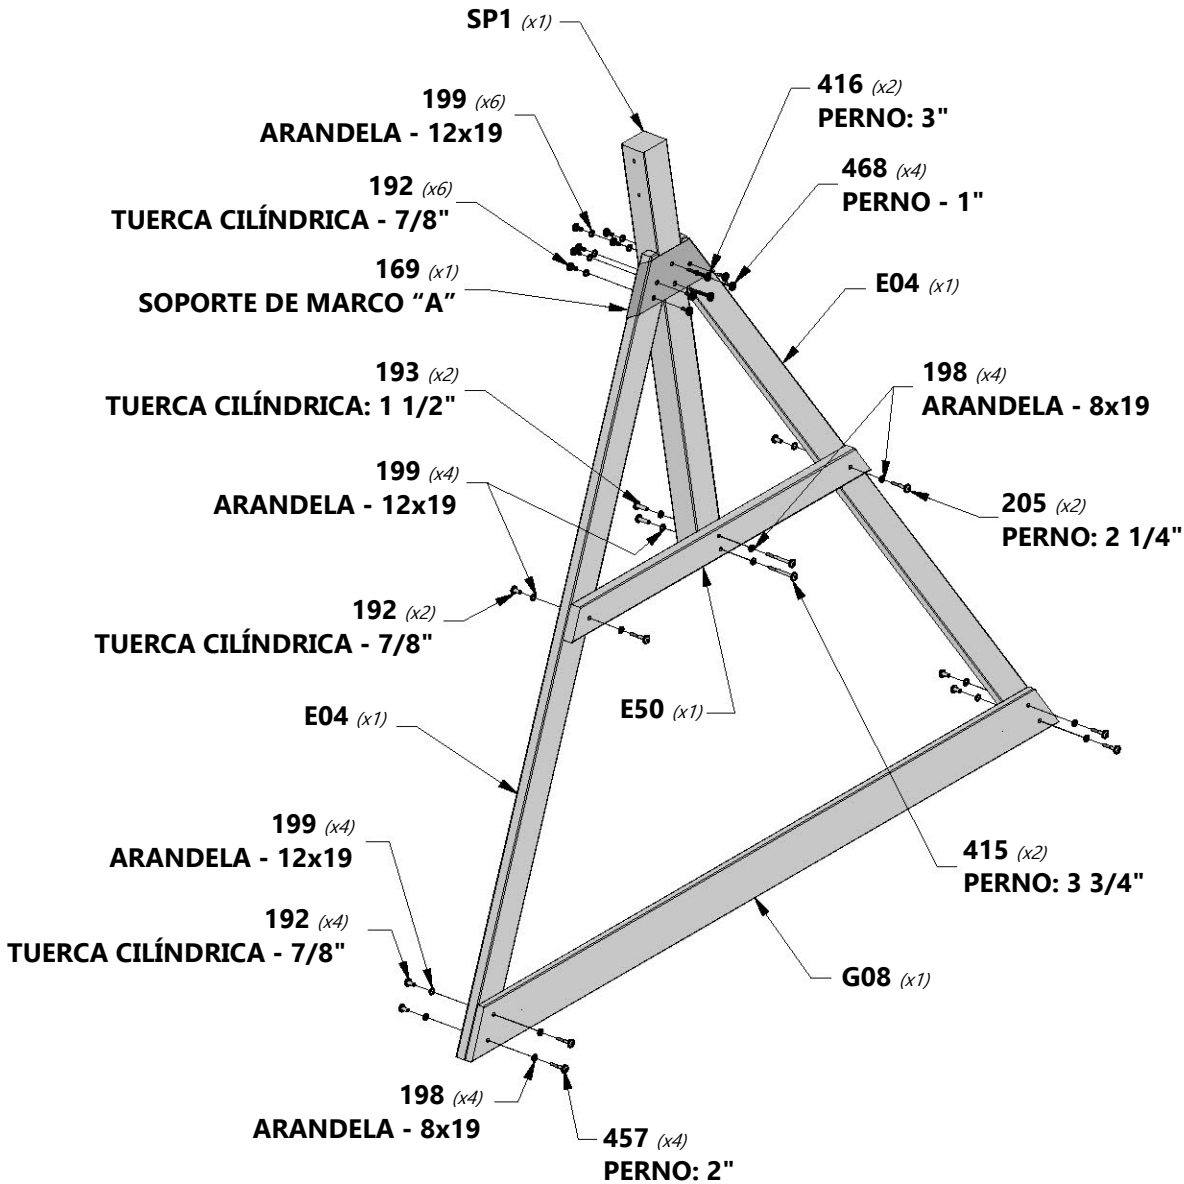 SP1 (x1)
416 (x2)
PERNO: 3"
199 (x6)
ARANDELA - 12x19
468 (x4)
PERNO - 1"
192 (x6)
TUERCA CILÍNDRICA - 7/8"
169 (x1)
SOPORTE DE MARCO “A”
E04 (x1)
193 (x2)
TUERCA CILÍNDRICA: 1 1/2"
198 (x4)
ARANDELA - 8x19
199 (x4)
ARANDELA - 12x19
205 (x2)
PERNO: 2 1/4"
192 (x2)
TUERCA CILÍNDRICA - 7/8"
E04 (x1)
E50 (x1)
199 (x4)
ARANDELA - 12x19
415 (x2)
PERNO: 3 3/4"
192 (x4)
TUERCA CILÍNDRICA - 7/8"
G08 (x1)
198 (x4)
ARANDELA - 8x19
457 (x4)
PERNO: 2"